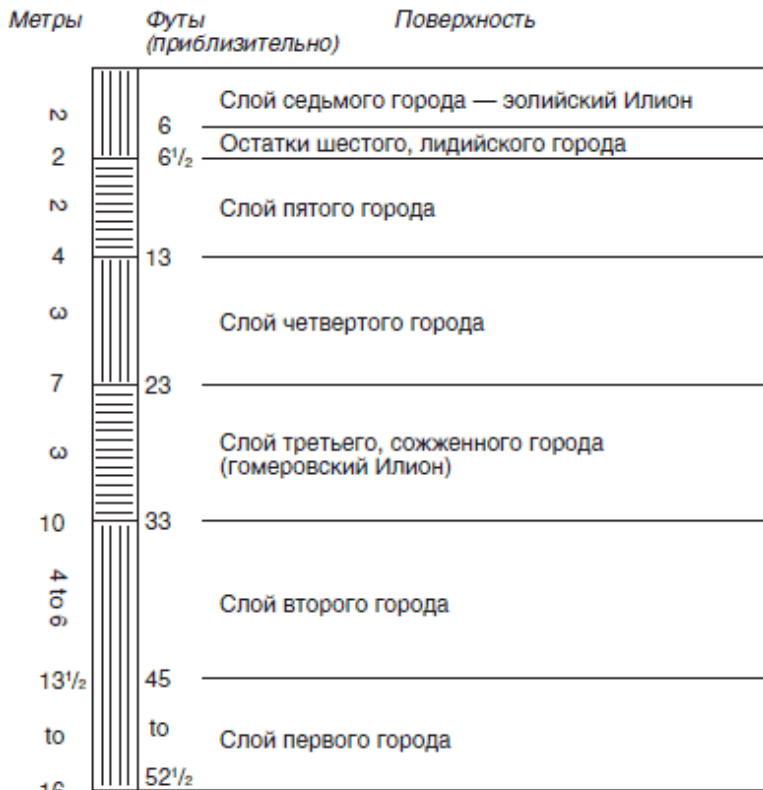 Метры Футы Поверхность
(приблизительно)
Слой седьмого города — эолийский Илион
2
6
Остатки шестого, лидийского города
2 6¹/₂
2 Слой пятого города
4 13
3 Слой четвертого города
7 23
3 Слой третьего, сожженного города
(гомеровский Илион)
10 33
4 to 6 Слой второго города
13¹/₂ 45
to to Слой первого города
52¹/₂